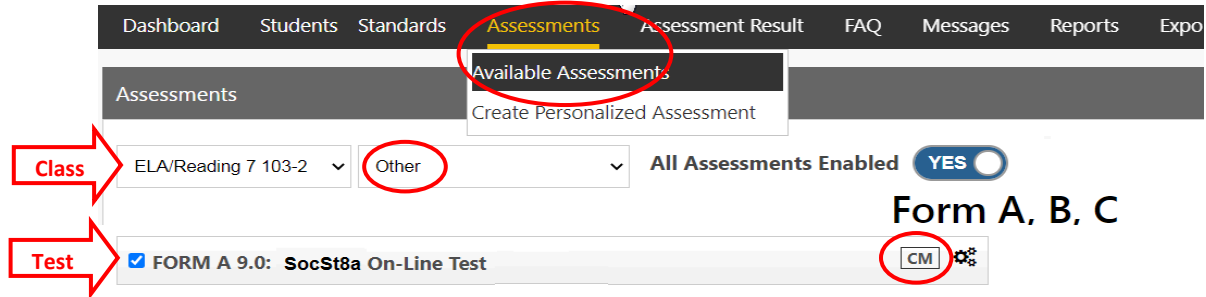 Dashboard Students Standards Assessments Assessment Result FAQ Messages Reports Expo
Available Assessments
Assessments
Create Personalized Assessment
Class ELA/Reading 7 103-2 Other All Assessments Enabled YES
Form A, B, C
Test FORM A 9.0: SocSt8a On-Line Test CM